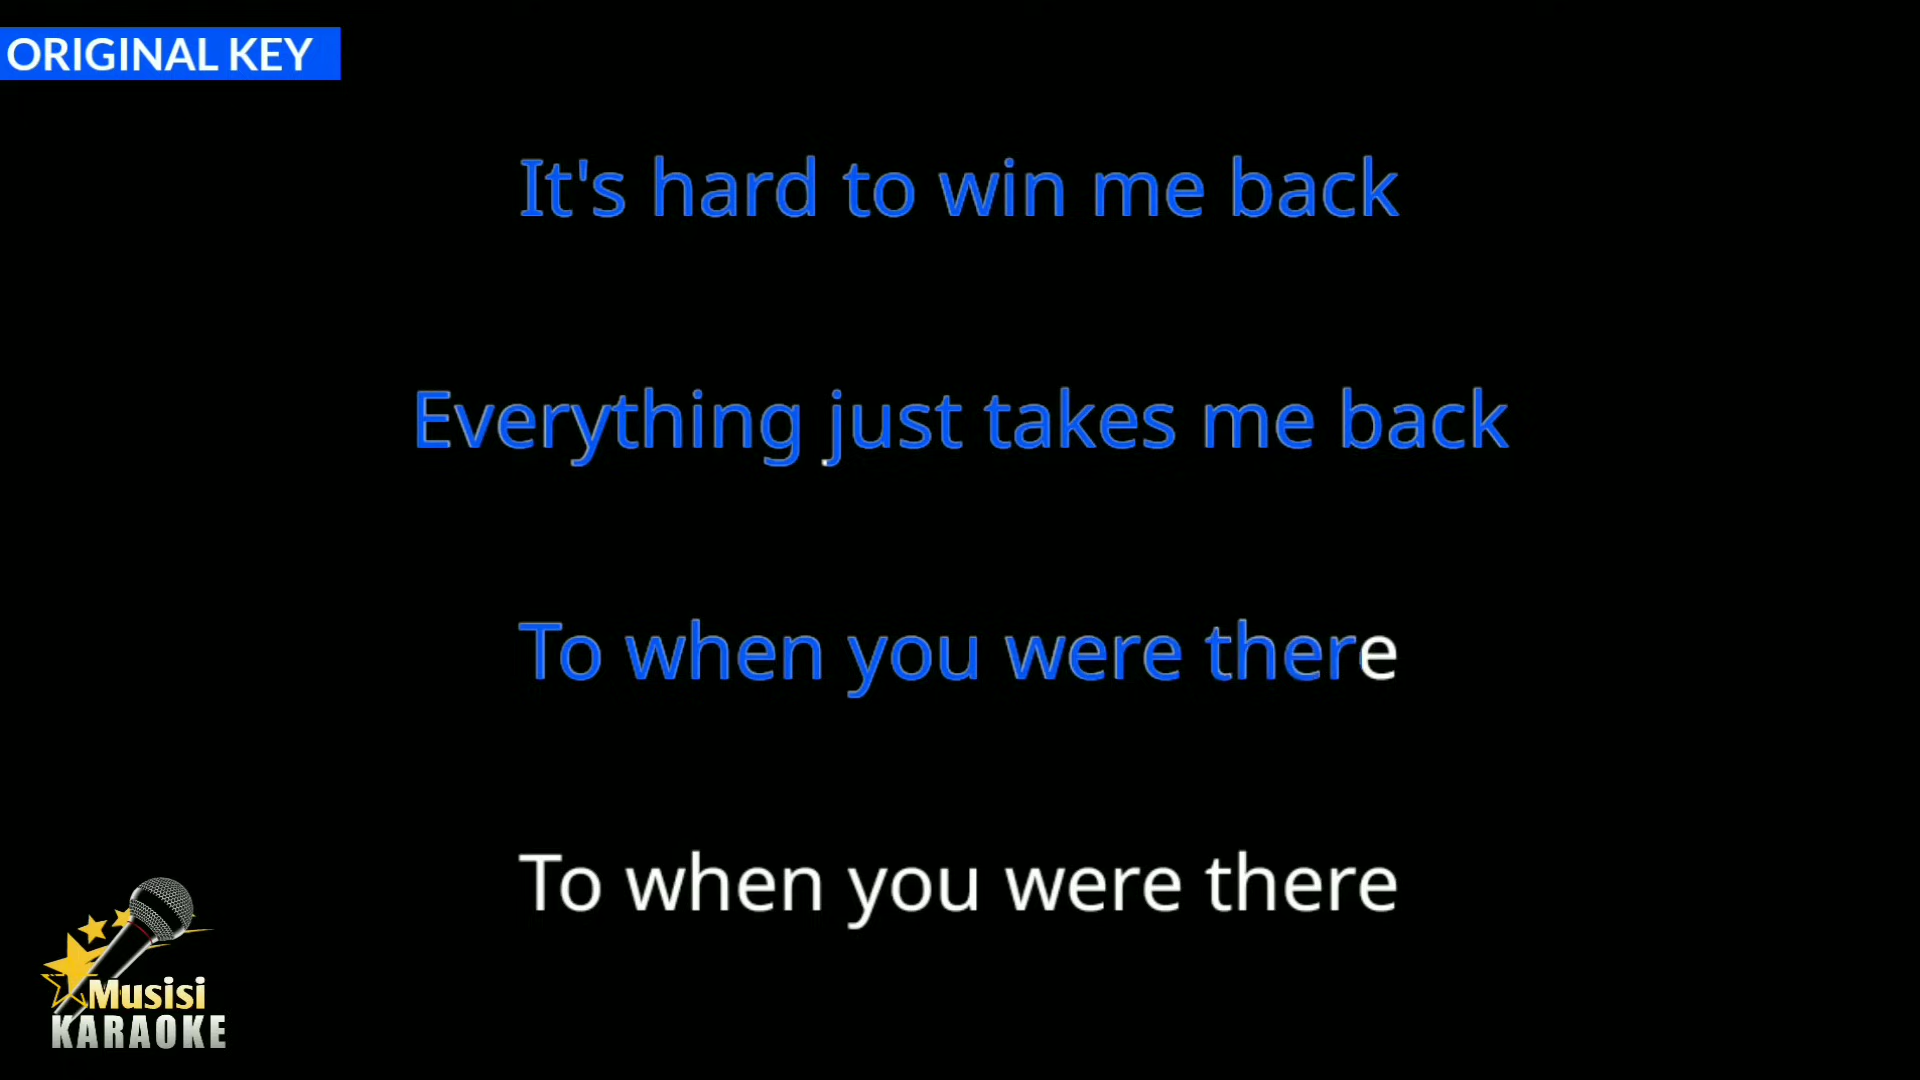 ORIGINAL KEY
It's hard to win me back
Everything just takes me back
To when you were there
To when you were there
Musisi
KARAOKE